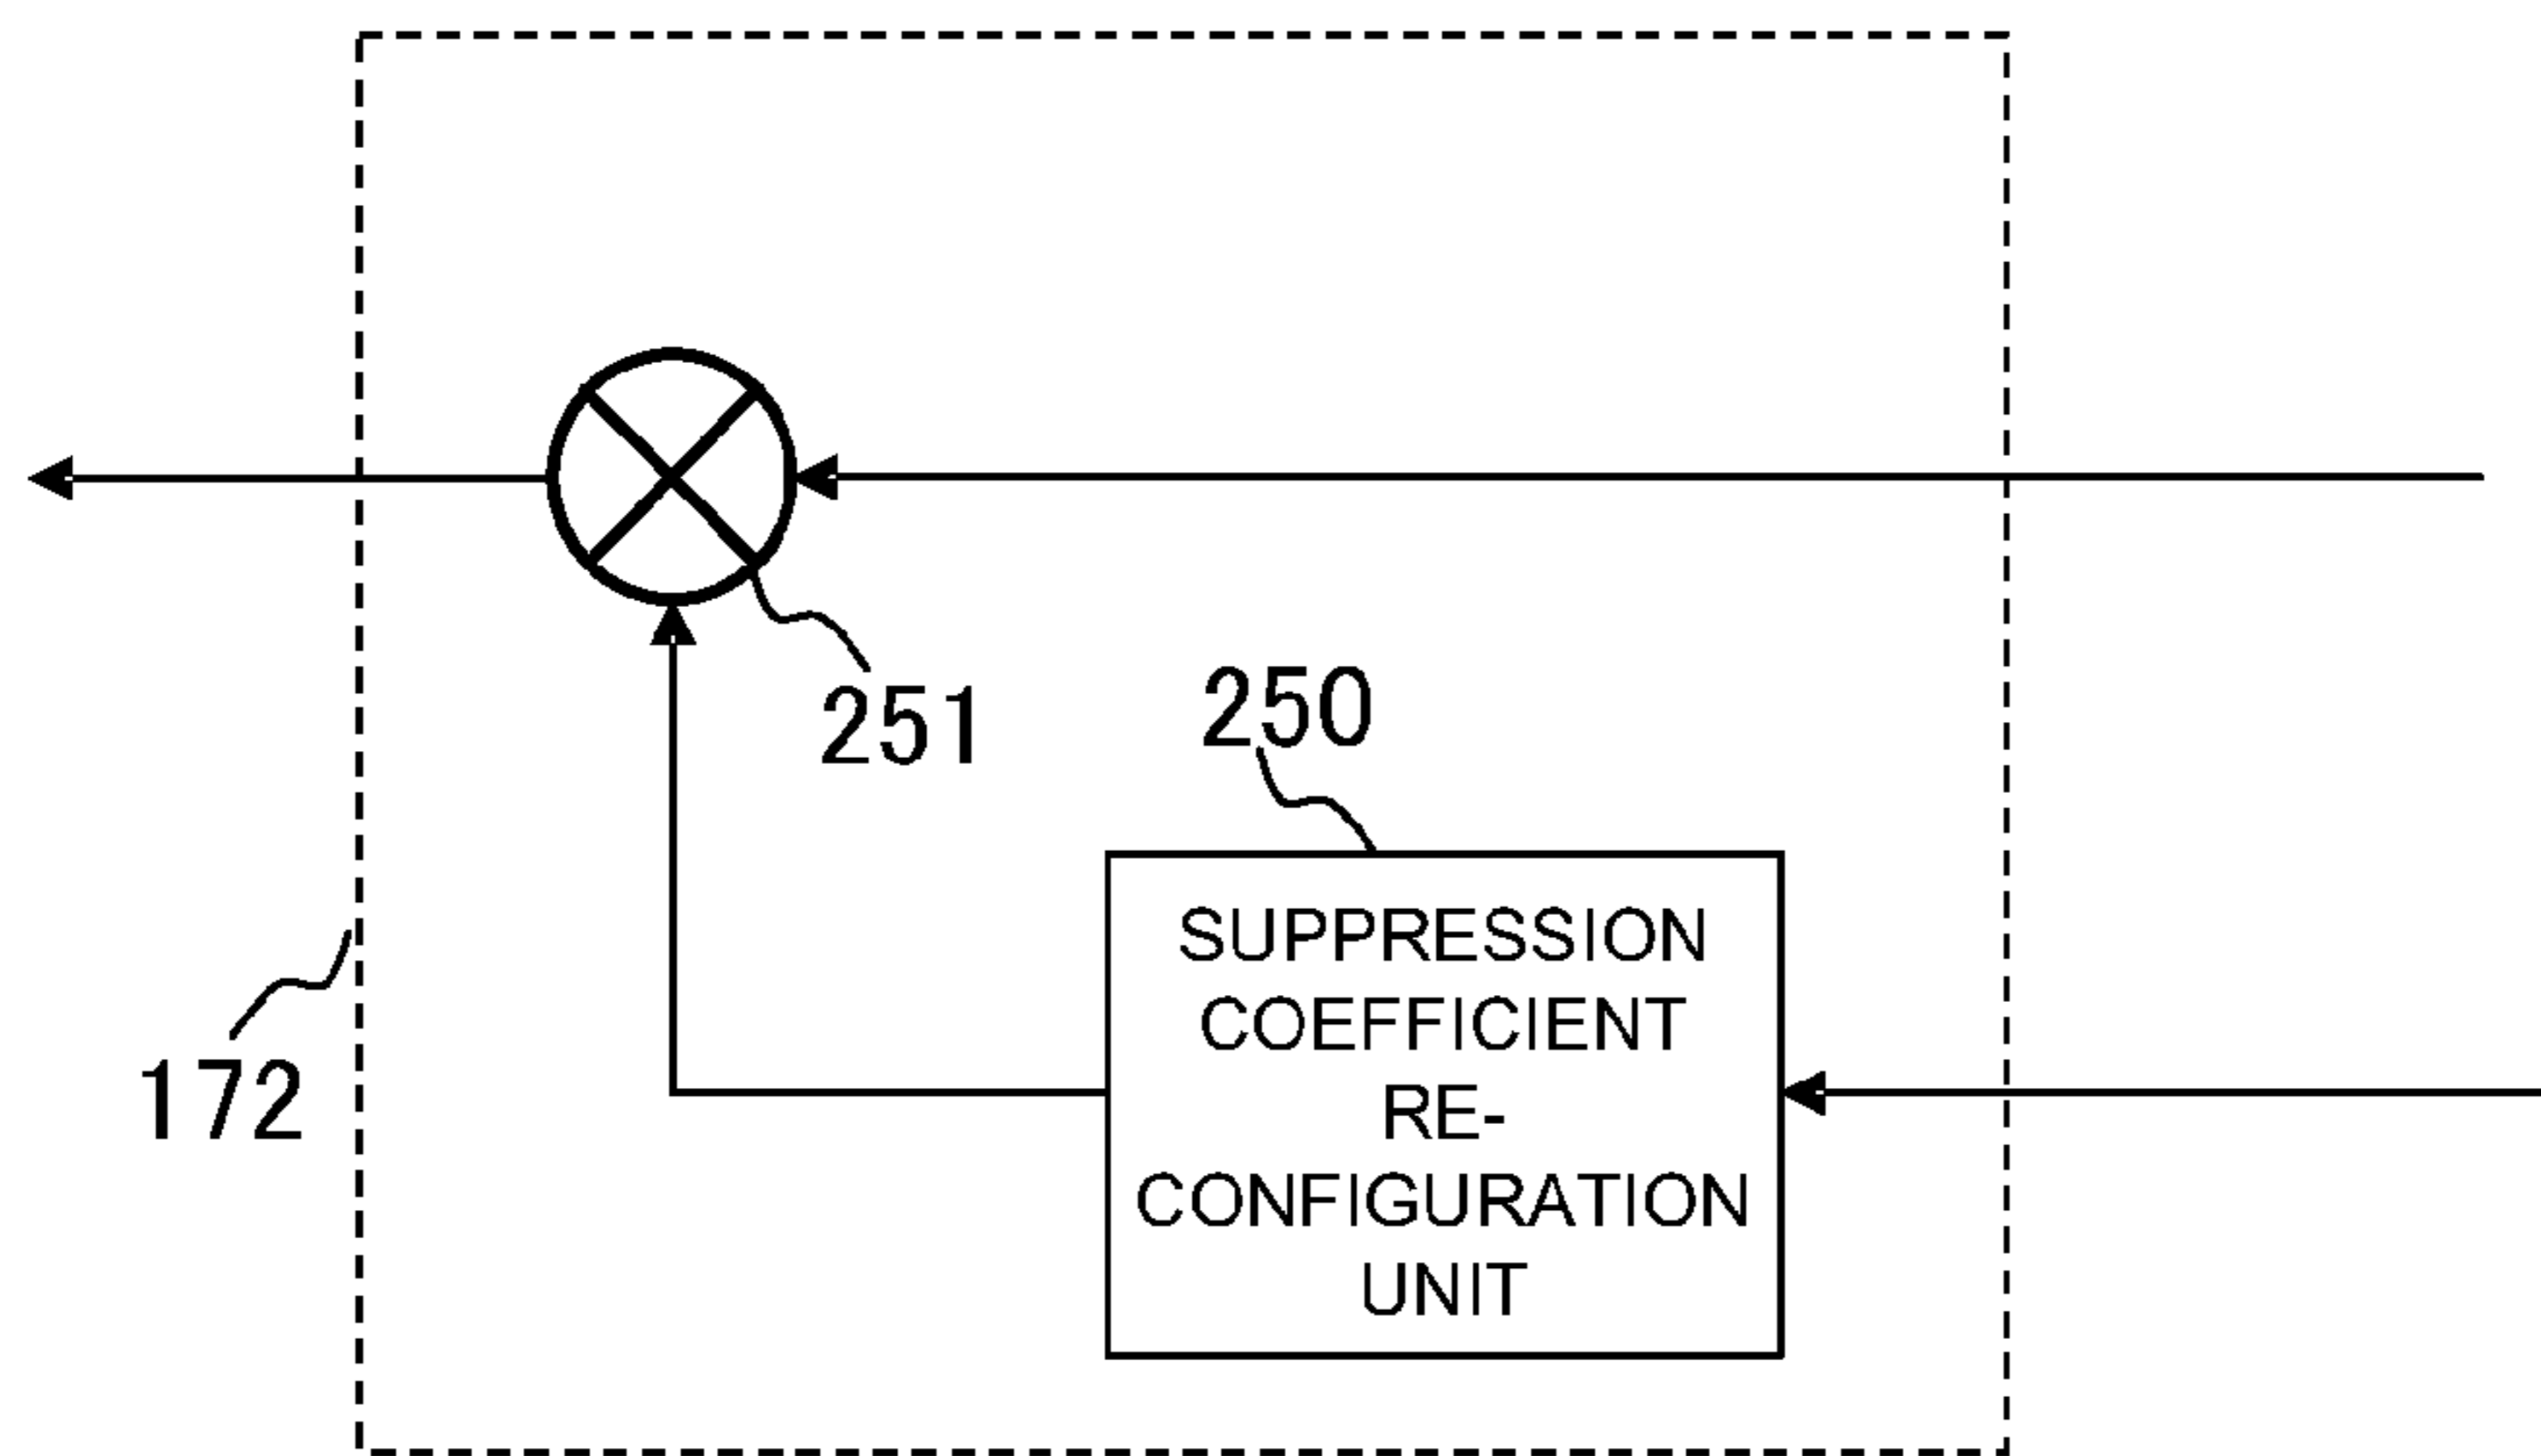 251
250
SUPPRESSION
COEFFICIENT
RE-
CONFIGURATION
UNIT
172